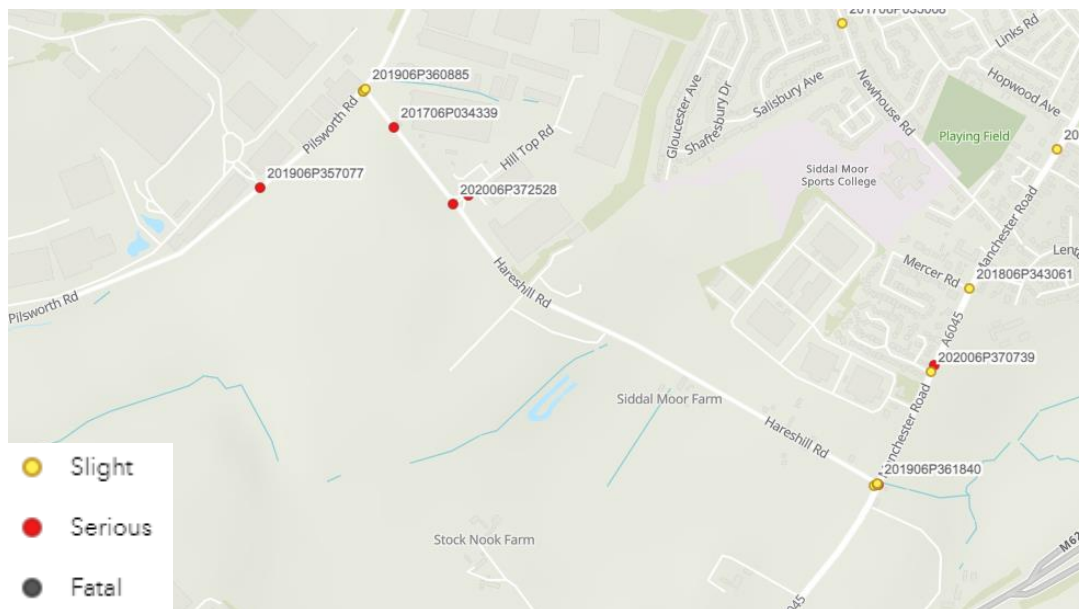 201706P035008
Links Rd
201906P360885
Hopwood Ave
Salisbury Ave
Newhouse Rd
Gloucester Ave
Shaftesbury Dr
201706P034339
Pilsworth Rd
Hill Top Rd
Playing Field
Siddal Moor
Sports College
201906P357077
202006P372528
Manchester Road
Mercer Rd
Hareshill Rd
201806P343061
Pilsworth Rd
A6045
202006P370739
Siddal Moor Farm
Hareshill Rd
Manchester Road
201906P361840
Slight
Serious
Stock Nook Farm
M62
Fatal